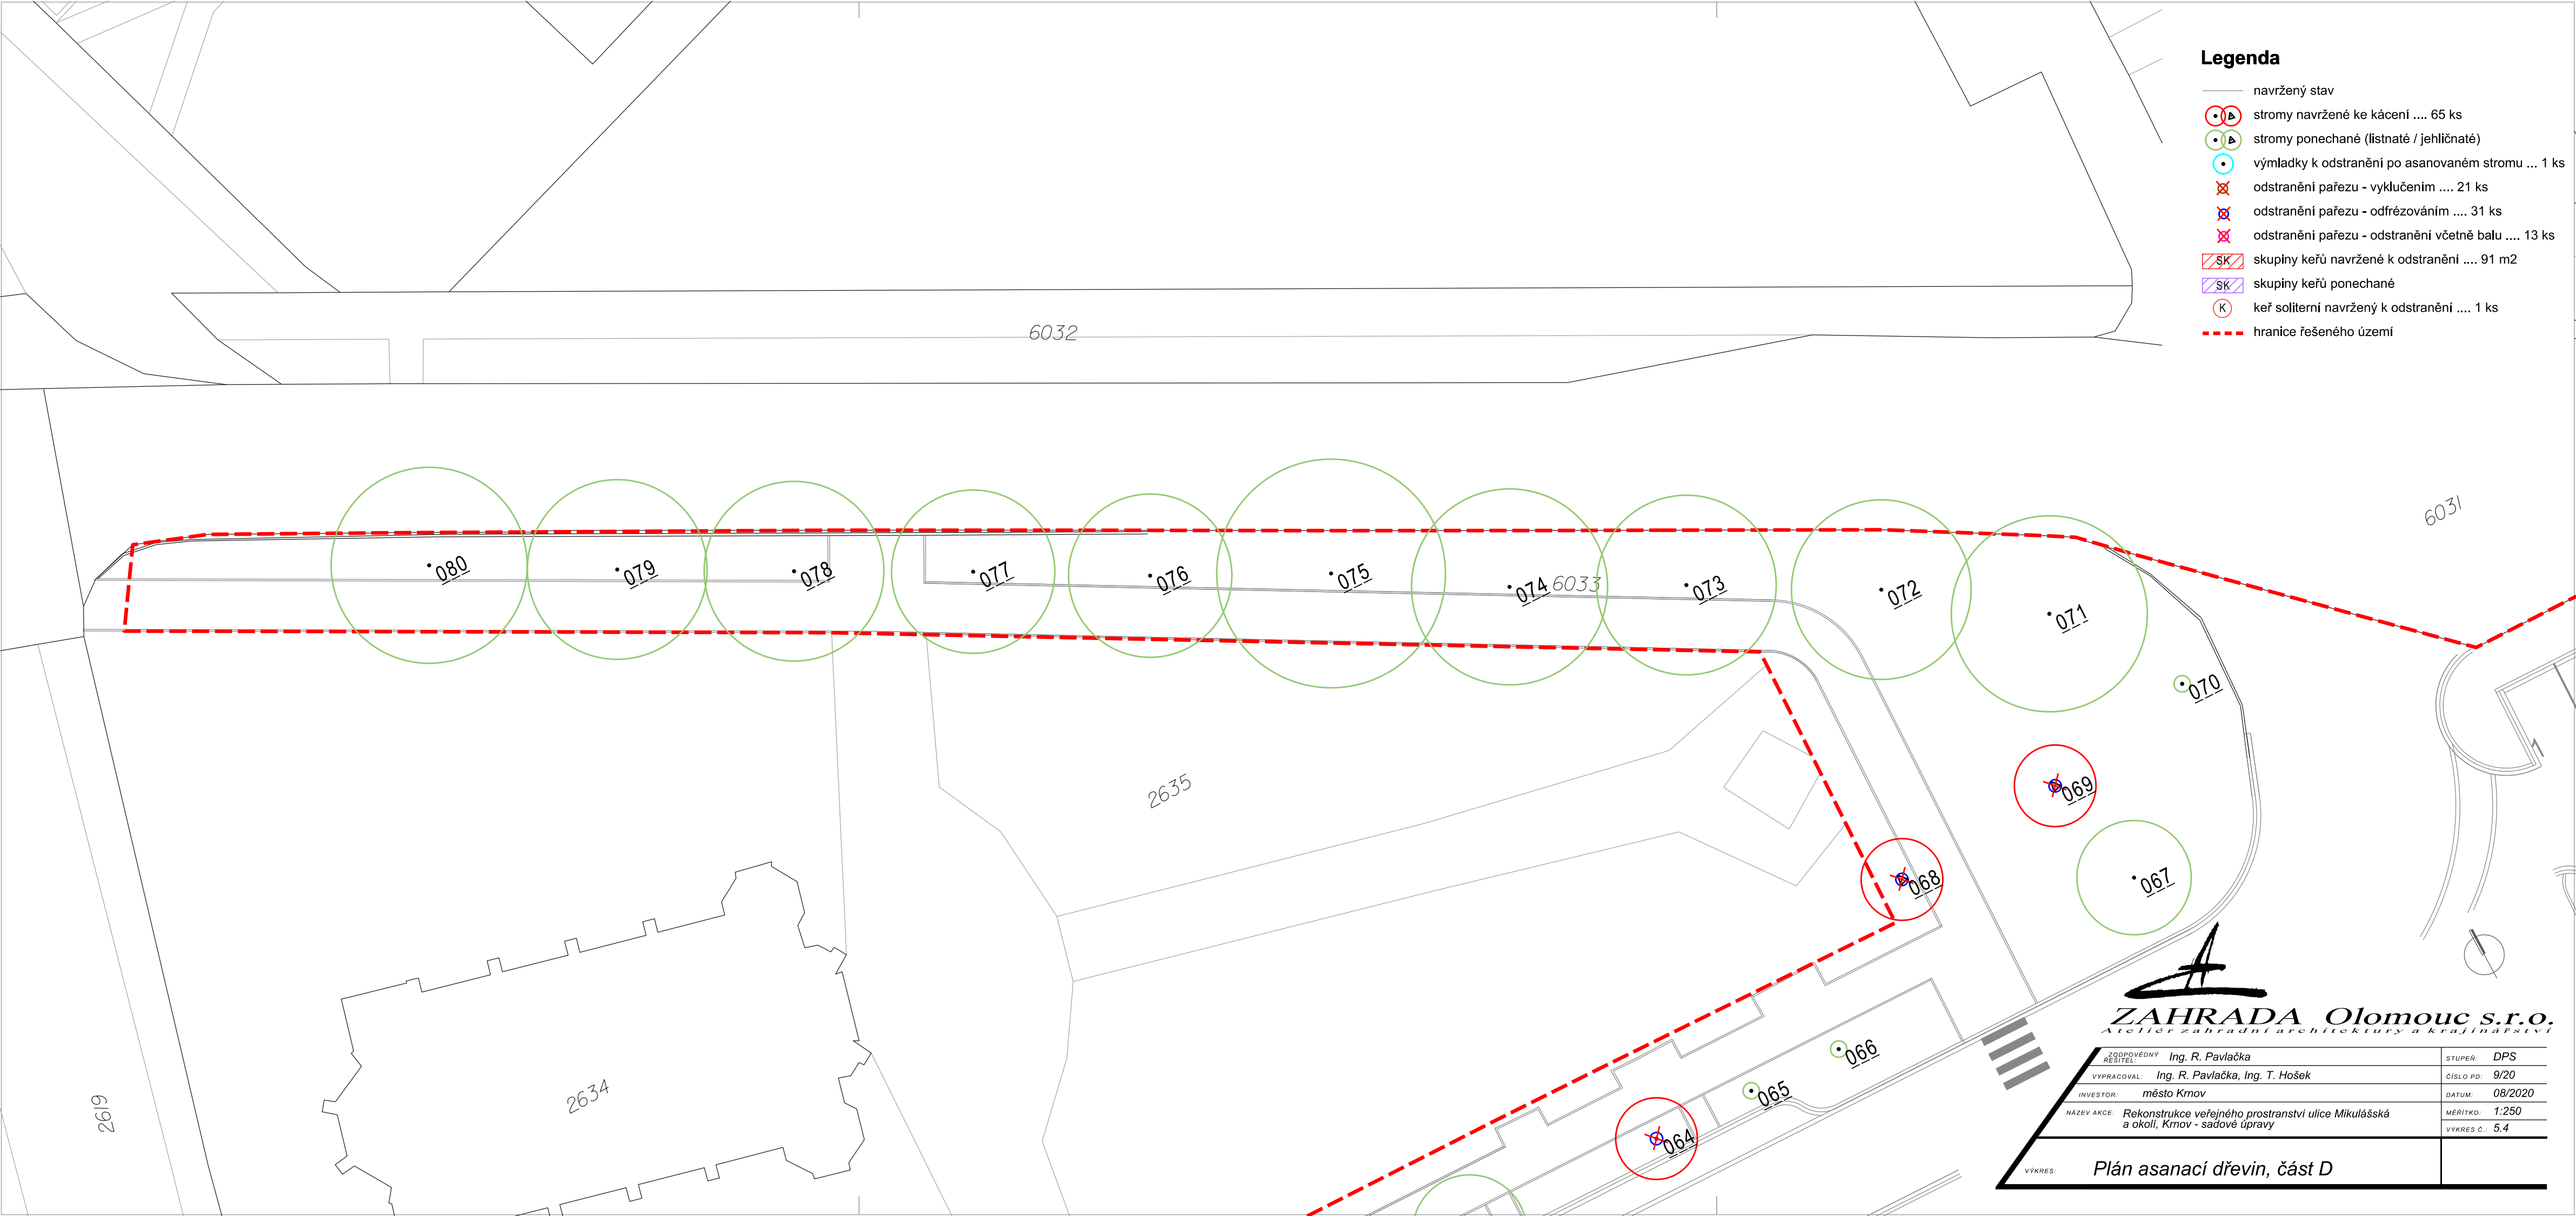 Legenda
navržený stav
stromy navržené ke kácení .... 65 ks
stromy ponechané (listnaté / jehličnaté)
výmladky k odstranění po asanovaném stromu ... 1 ks
odstranění pařezu - vyklučením .... 21 ks
odstranění pařezu - odfrézováním .... 31 ks
odstranění pařezu - odstranění včetně balu .... 13 ks
SK skupiny keřů navržené k odstranění .... 91 m2
SK skupiny keřů ponechané
K keř soliterní navržený k odstranění .... 1 ks
hranice řešeného území
6032
6031
080
079
078
077
076
075
074
6033
073
072
071
070
069
068
067
2635
066
065
064
2634
2619
ZAHRADA Olomouc s.r.o.
Ateliér zahradní architektury a krajinářství
ZODPOVĚDNÝ ŘEŠITEL: Ing. R. Pavlačka
STUPEŇ: DPS
VYPRACOVAL: Ing. R. Pavlačka, Ing. T. Hošek
ČÍSLO PD: 9/20
INVESTOR: město Krnov
DATUM: 08/2020
NÁZEV AKCE: Rekonstrukce veřejného prostranství ulice Mikulášská
a okolí, Krnov - sadové úpravy
MĚŘÍTKO: 1:250
VÝKRES Č.: 5.4
VÝKRES: Plán asanací dřevin, část D